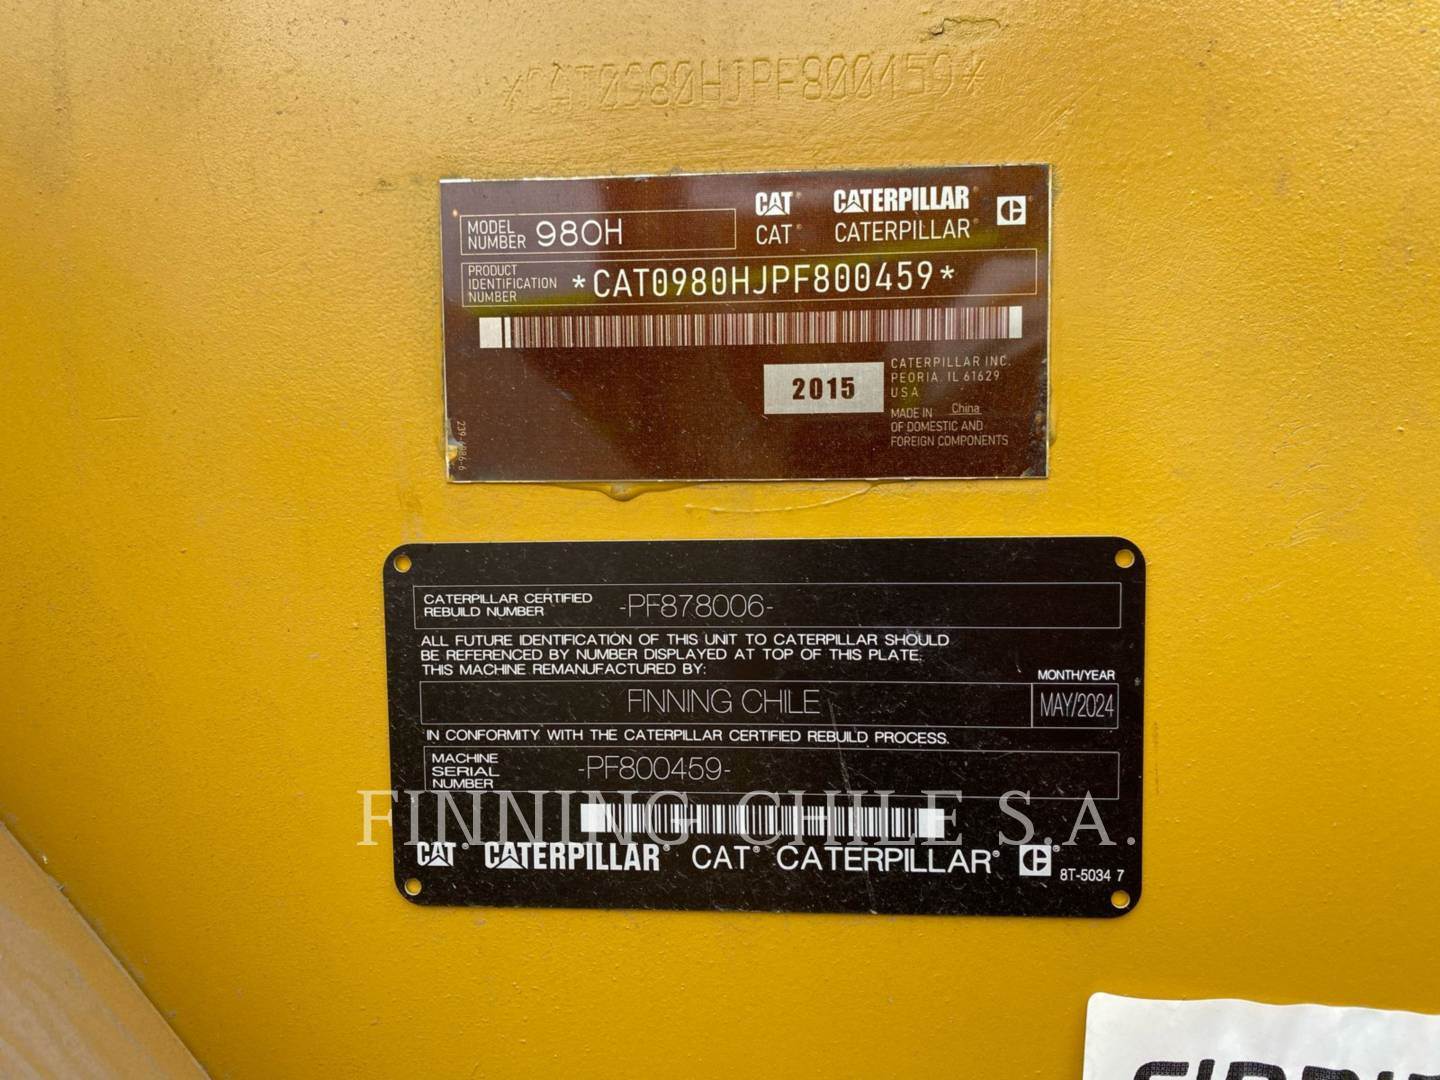 *CAT0980HJPF800459*
CAT CATERPILLAR
MODEL NUMBER 980H
CAT CATERPILLAR
PRODUCT IDENTIFICATION NUMBER *CAT0980HJPF800459*
2015
CATERPILLAR INC.
PEORIA, IL 61629
USA
MADE IN China
OF DOMESTIC AND
FOREIGN COMPONENTS
CATERPILLAR CERTIFIED
REBUILD NUMBER -PF878006-
ALL FUTURE IDENTIFICATION OF THIS UNIT TO CATERPILLAR SHOULD
BE REFERENCED BY NUMBER DISPLAYED AT TOP OF THIS PLATE.
THIS MACHINE REMANUFACTURED BY:
MONTH/YEAR
FINNING CHILE MAY/2024
IN CONFORMITY WITH THE CATERPILLAR CERTIFIED REBUILD PROCESS.
MACHINE
SERIAL
NUMBER -PF800459-
FINNING CHILE S.A.
CAT CATERPILLAR® CAT® CATERPILLAR®
8T-5034 7